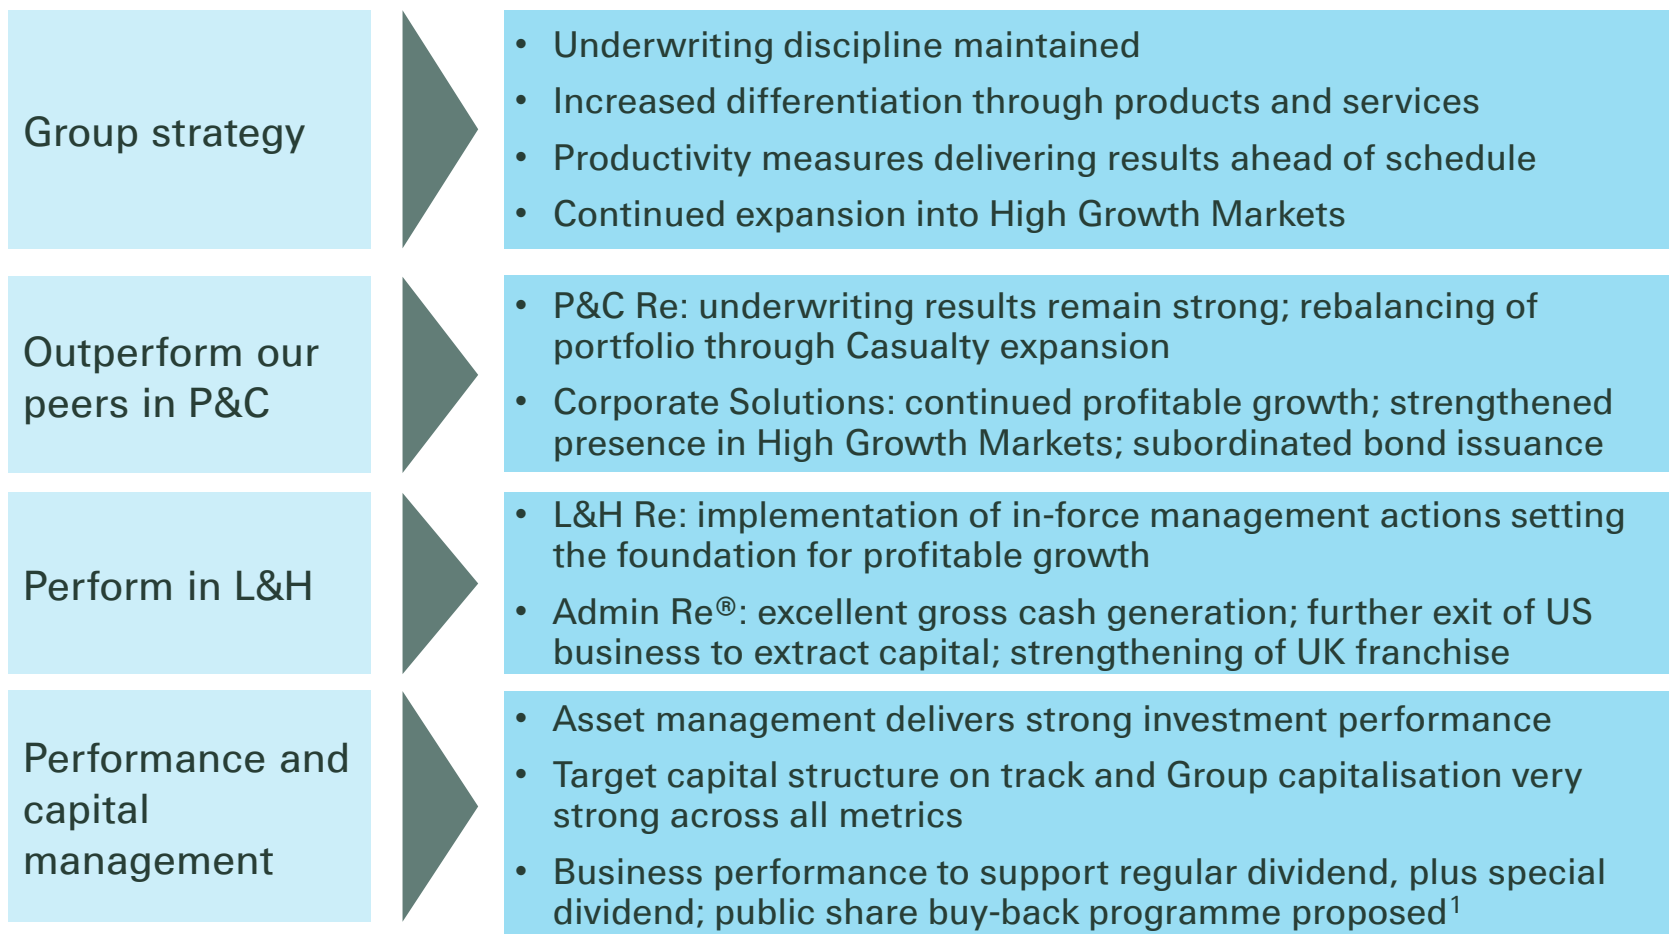 Group strategy
• Underwriting discipline maintained
• Increased differentiation through products and services
• Productivity measures delivering results ahead of schedule
• Continued expansion into High Growth Markets
Outperform our
peers in P&C
• P&C Re: underwriting results remain strong; rebalancing of
portfolio through Casualty expansion
• Corporate Solutions: continued profitable growth; strengthened
presence in High Growth Markets; subordinated bond issuance
Perform in L&H
• L&H Re: implementation of in-force management actions setting
the foundation for profitable growth
• Admin Re®: excellent gross cash generation; further exit of US
business to extract capital; strengthening of UK franchise
Performance and
capital
management
• Asset management delivers strong investment performance
• Target capital structure on track and Group capitalisation very
strong across all metrics
• Business performance to support regular dividend, plus special
dividend; public share buy-back programme proposed¹